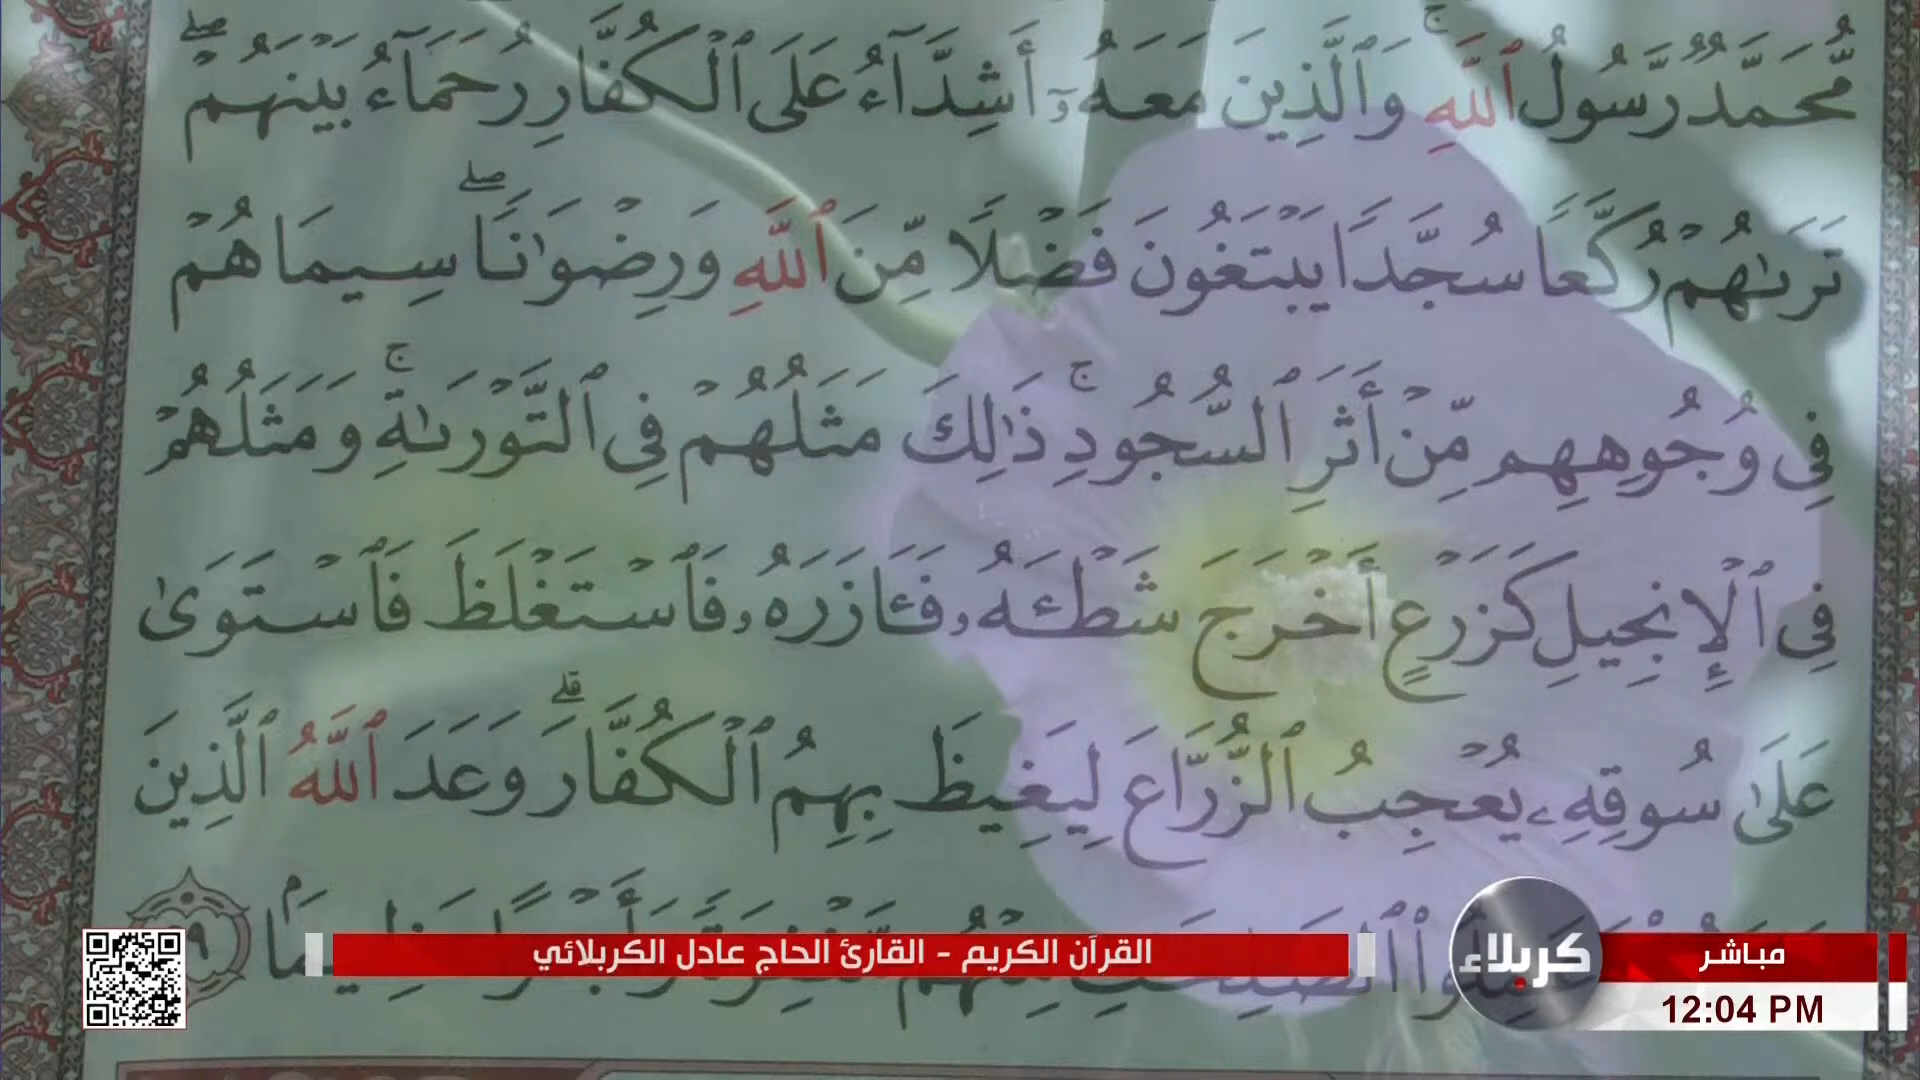 مُّحَمَّدٌ رَّسُولُ ٱللَّهِۚ وَٱلَّذِينَ مَعَهُۥٓ أَشِدَّآءُ عَلَى ٱلْكُفَّارِ رُحَمَآءُ بَيْنَهُمْۖ
تَرَىٰهُمْ رُكَّعًا سُجَّدًا يَبْتَغُونَ فَضْلًا مِّنَ ٱللَّهِ وَرِضْوَٰنًاۖ سِيمَاهُمْ
فِى وُجُوهِهِم مِّنْ أَثَرِ ٱلسُّجُودِۚ ذَٰلِكَ مَثَلُهُمْ فِى ٱلتَّوْرَىٰةِۚ وَمَثَلُهُمْ
فِى ٱلْإِنجِيلِ كَزَرْعٍ أَخْرَجَ شَطْـَٔهُۥ فَـَٔازَرَهُۥ فَٱسْتَغْلَظَ فَٱسْتَوَىٰ
عَلَىٰ سُوقِهِۦ يُعْجِبُ ٱلزُّرَّاعَ لِيَغِيظَ بِهِمُ ٱلْكُفَّارَۗ وَعَدَ ٱللَّهُ ٱلَّذِينَ
القرآن الكريم - القارئ الحاج عادل الكربلائي
كربلاء
مباشر
12:04 PM